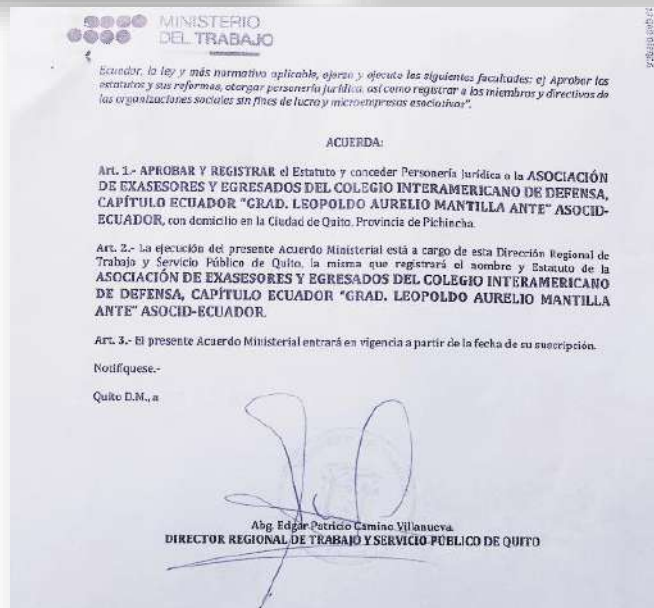 MINISTERIO
DEL TRABAJO
Ecuador, la ley y más normativa aplicable, ejerza y ejecute las siguientes facultades: e) Aprobar los
estatutos y sus reformas, otorgar personería jurídica, así como registrar a los miembros y directivas de
las organizaciones sociales sin fines de lucro y microempresas asociativas".
ACUERDA:
Art. 1.- APROBAR Y REGISTRAR el Estatuto y conceder Personería Jurídica a la ASOCIACIÓN
DE EXASESORES Y EGRESADOS DEL COLEGIO INTERAMERICANO DE DEFENSA,
CAPÍTULO ECUADOR "GRAD. LEOPOLDO AURELIO MANTILLA ANTE" ASOCID-
ECUADOR, con domicilio en la Ciudad de Quito, Provincia de Pichincha.
Art. 2.- La ejecución del presente Acuerdo Ministerial está a cargo de esta Dirección Regional de
Trabajo y Servicio Público de Quito, la misma que registrará el nombre y Estatuto de la
ASOCIACIÓN DE EXASESORES Y EGRESADOS DEL COLEGIO INTERAMERICANO
DE DEFENSA, CAPÍTULO ECUADOR "GRAD. LEOPOLDO AURELIO MANTILLA
ANTE" ASOCID-ECUADOR.
Art. 3.- El presente Acuerdo Ministerial entrará en vigencia a partir de la fecha de su suscripción.
Notifíquese.-
Quito D.M., a
Abg. Edgar Patricio Camino Villanueva
DIRECTOR REGIONAL DE TRABAJO Y SERVICIO PÚBLICO DE QUITO